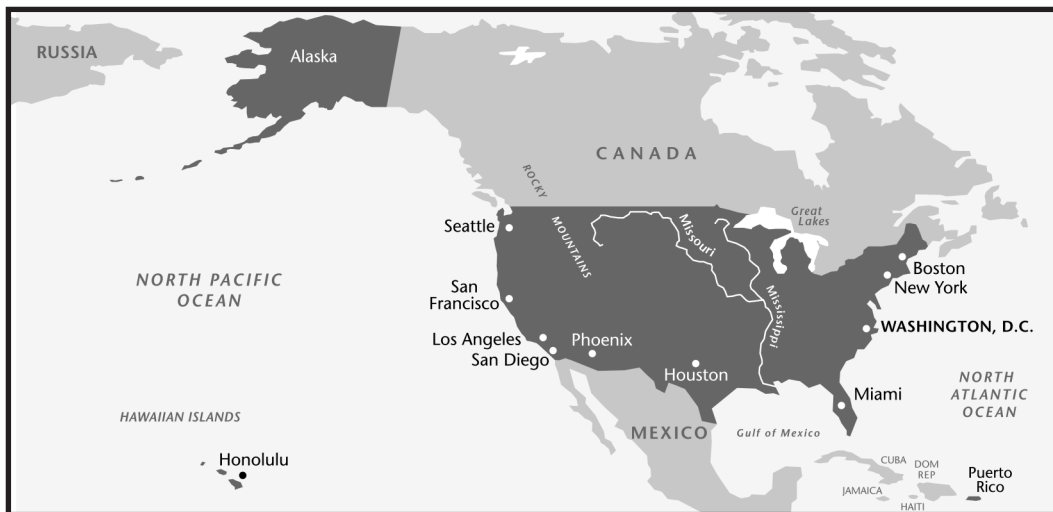 RUSSIA
Alaska
CANADA
ROCKY
MOUNTAINS
Great
Lakes
Missouri
Mississippi
Seattle
NORTH PACIFIC
OCEAN
San
Francisco
Los Angeles
San Diego
Phoenix
Houston
Boston
New York
WASHINGTON, D.C.
Miami
NORTH
ATLANTIC
OCEAN
HAWAIIAN ISLANDS
Honolulu
MEXICO
Gulf of Mexico
CUBA
DOM
REP
JAMAICA
HAITI
Puerto
Rico